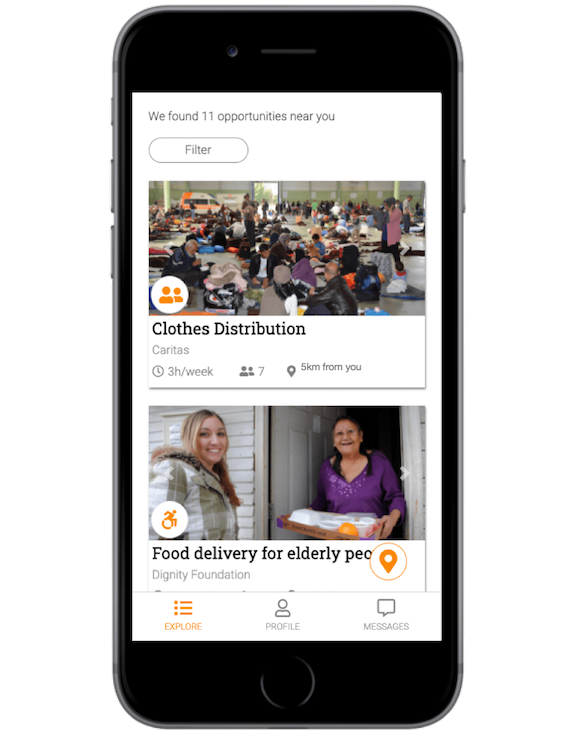 We found 11 opportunities near you
Filter
Clothes Distribution
Caritas
3h/week 7 5km from you
Food delivery for elderly peo
Dignity Foundation
EXPLORE PROFILE MESSAGES